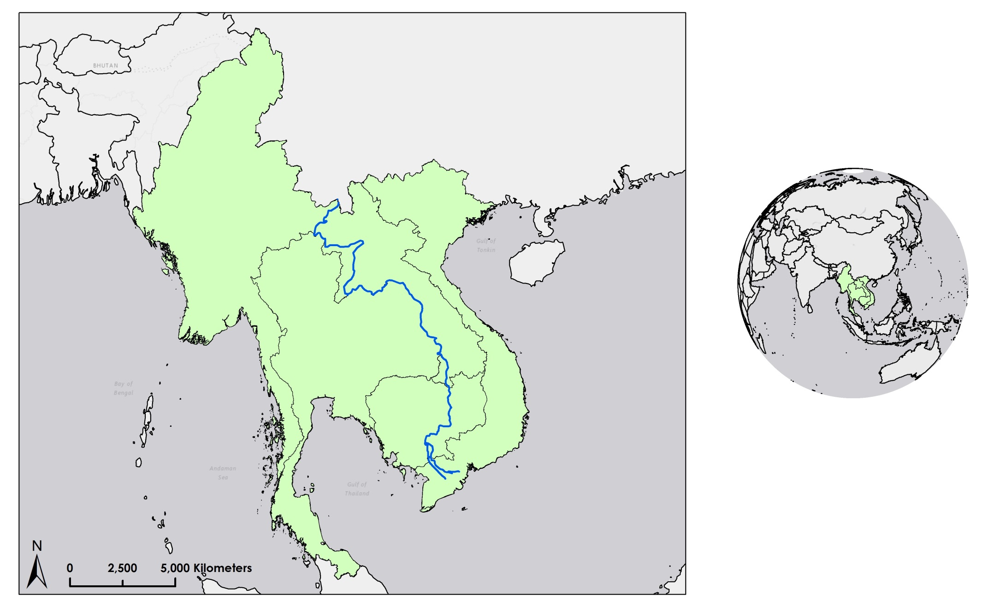 BHUTAN
Gulf of
Tonkin
Bay of
Bengal
Andaman
Sea
Gulf of
Thailand
N
0 2,500 5,000 Kilometers